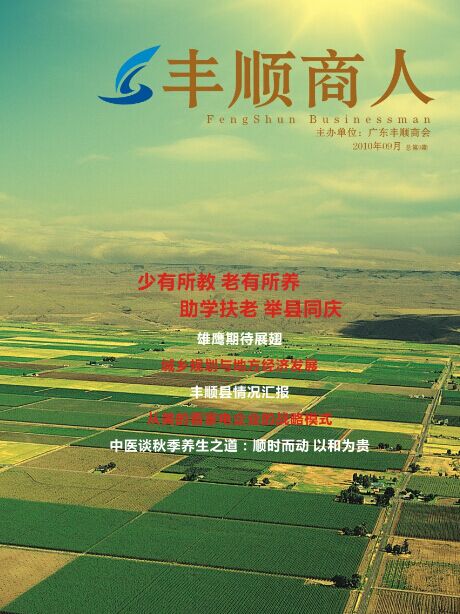 丰顺商人
FengShun Businessman
主办单位：广东丰顺商会
2010年09月 总第9期
少有所教 老有所养
助学扶老 举县同庆
雄鹰期待展翅
城乡规划与地方经济发展
丰顺县情况汇报
中医谈秋季养生之道：顺时而动 以和为贵